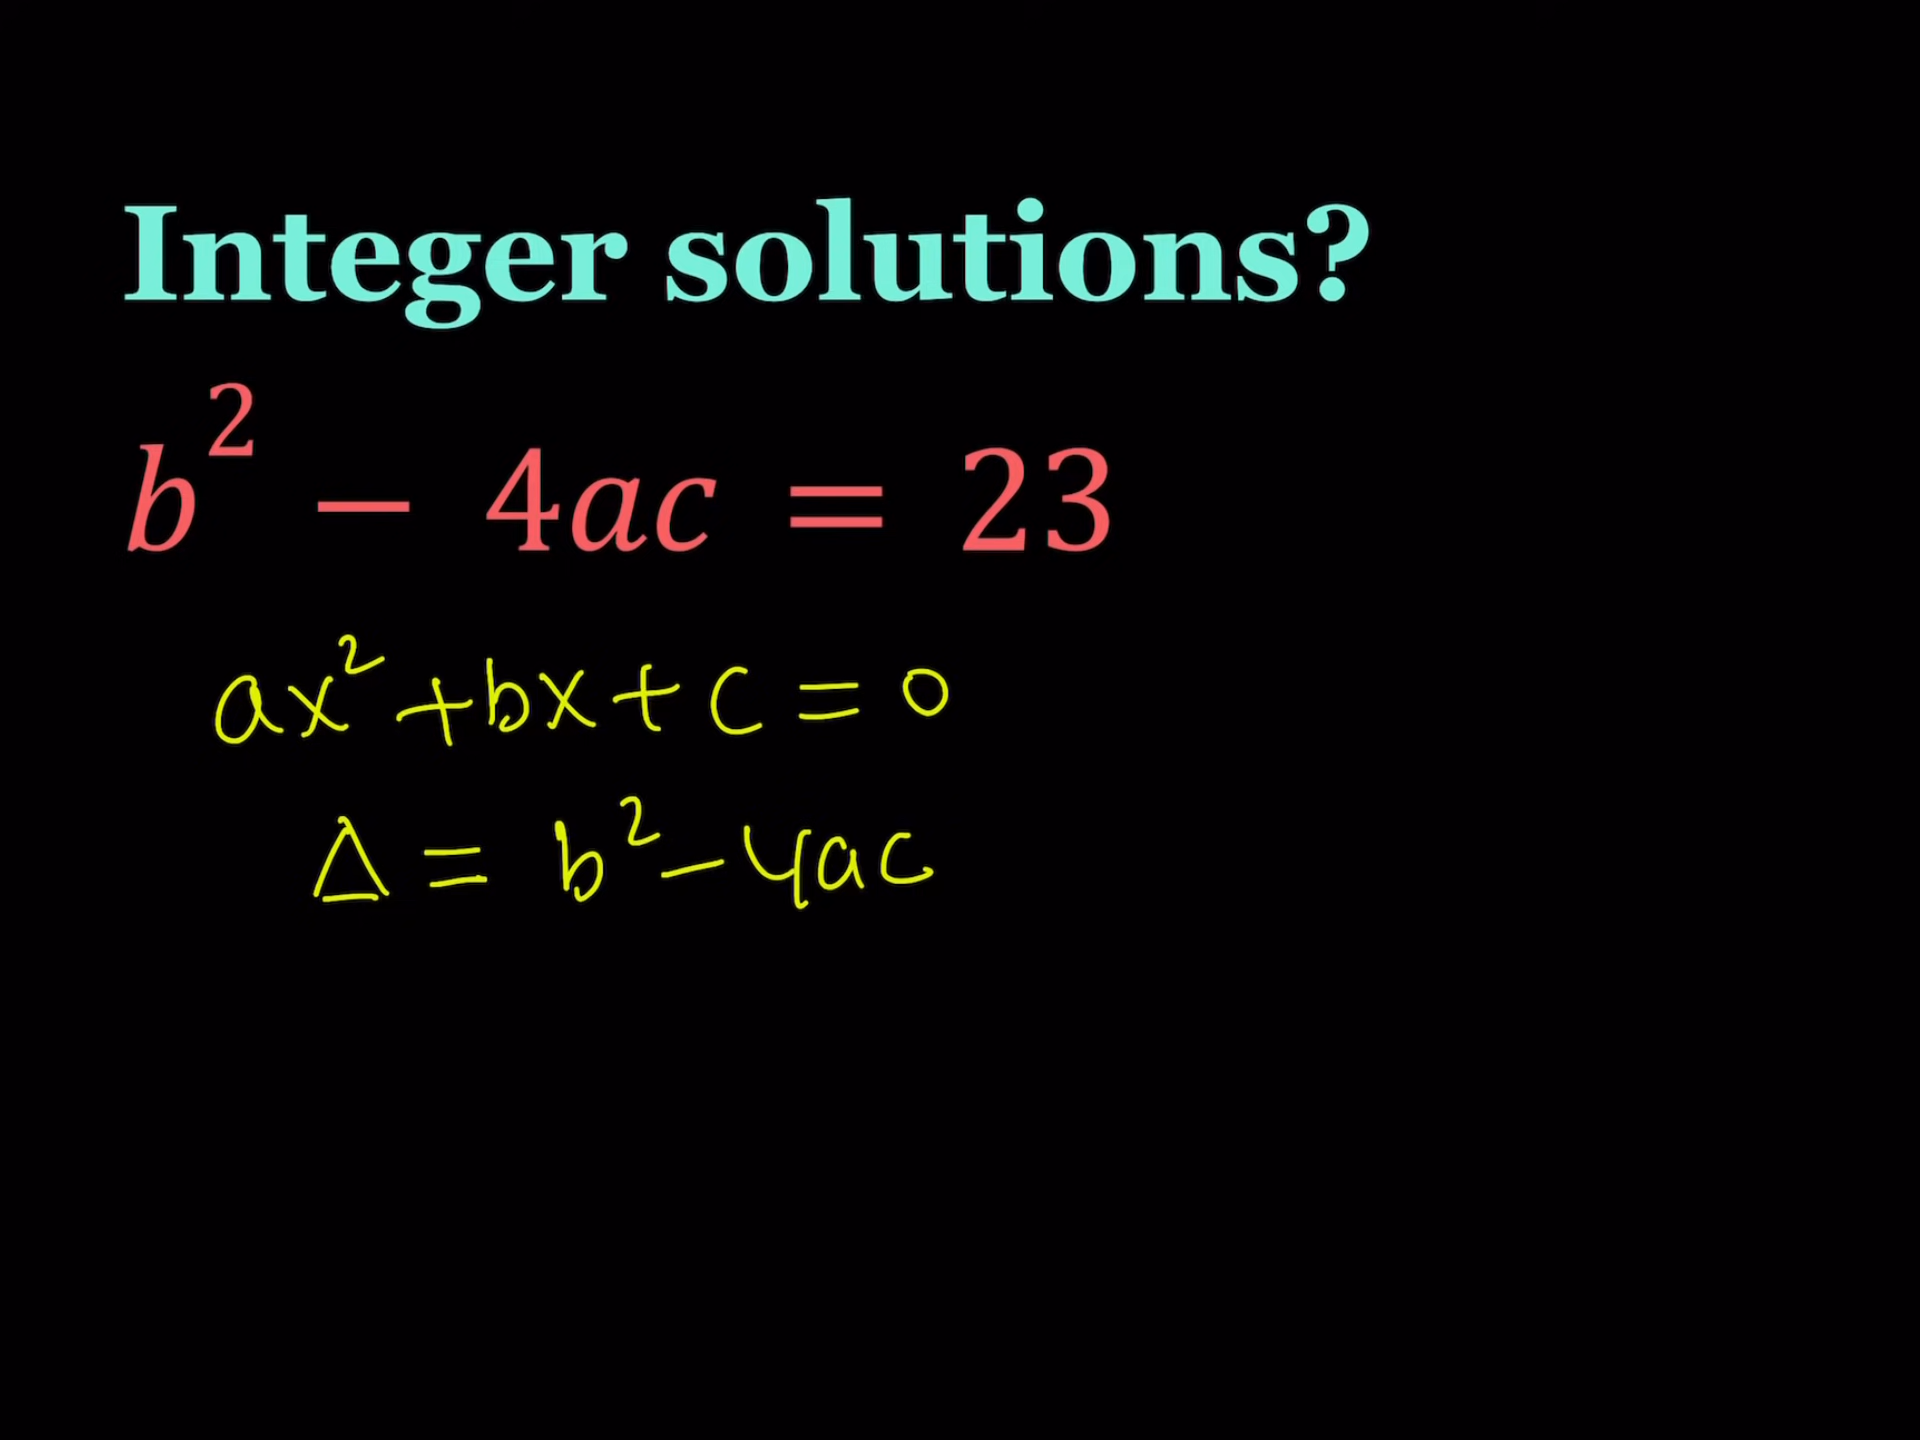 Integer solutions?
b² − 4ac = 23
ax² + bx + c = 0
Δ = b² − 4ac